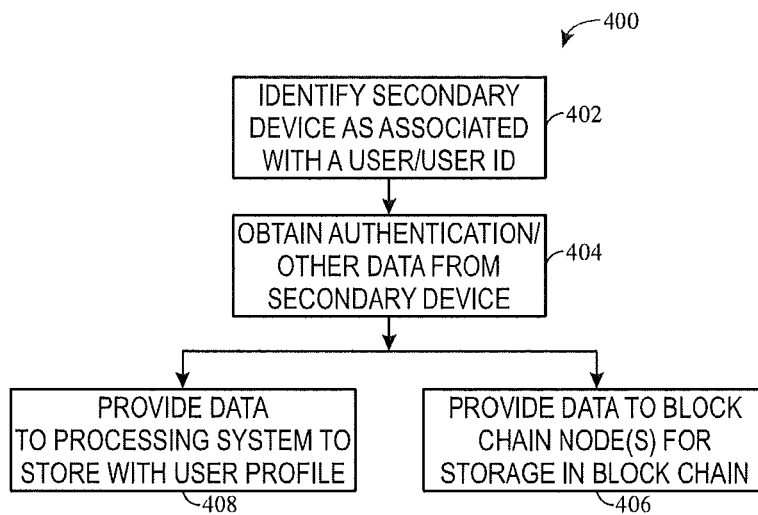 400
IDENTIFY SECONDARY
DEVICE AS ASSOCIATED
WITH A USER/USER ID
402
OBTAIN AUTHENTICATION/
OTHER DATA FROM
SECONDARY DEVICE
404
PROVIDE DATA
TO PROCESSING SYSTEM TO
STORE WITH USER PROFILE
408
PROVIDE DATA TO BLOCK
CHAIN NODE(S) FOR
STORAGE IN BLOCK CHAIN
406